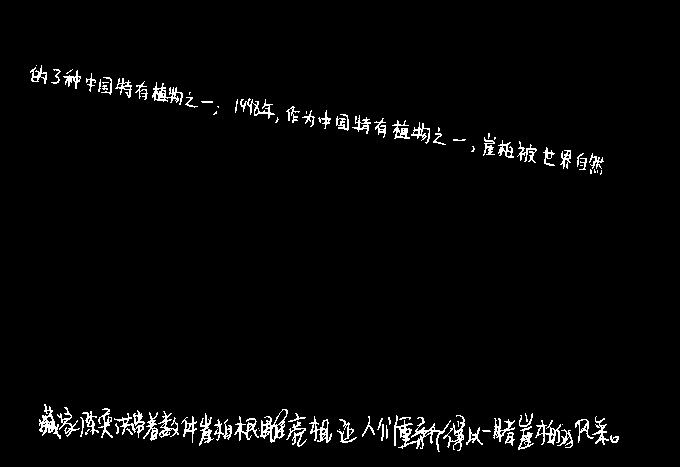 的3种中国特有植物之一；1998年，作为中国特有植物之一，崖柏被世界自然
藏家陈奕洪带着数件崖柏根雕亮相，让人们重新得以一睹崖柏的风采。